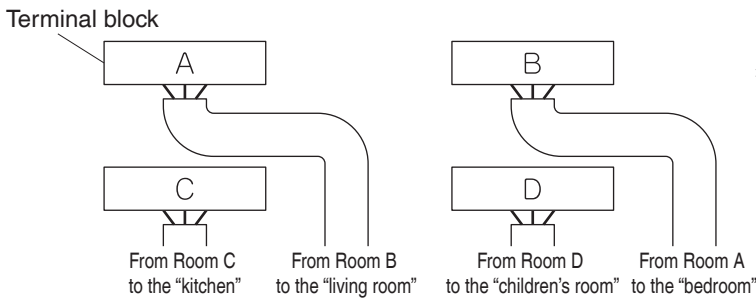 Terminal block
A
B
C
D
From Room C
to the “kitchen”
From Room B
to the “living room”
From Room D
to the “children’s room”
From Room A
to the “bedroom”